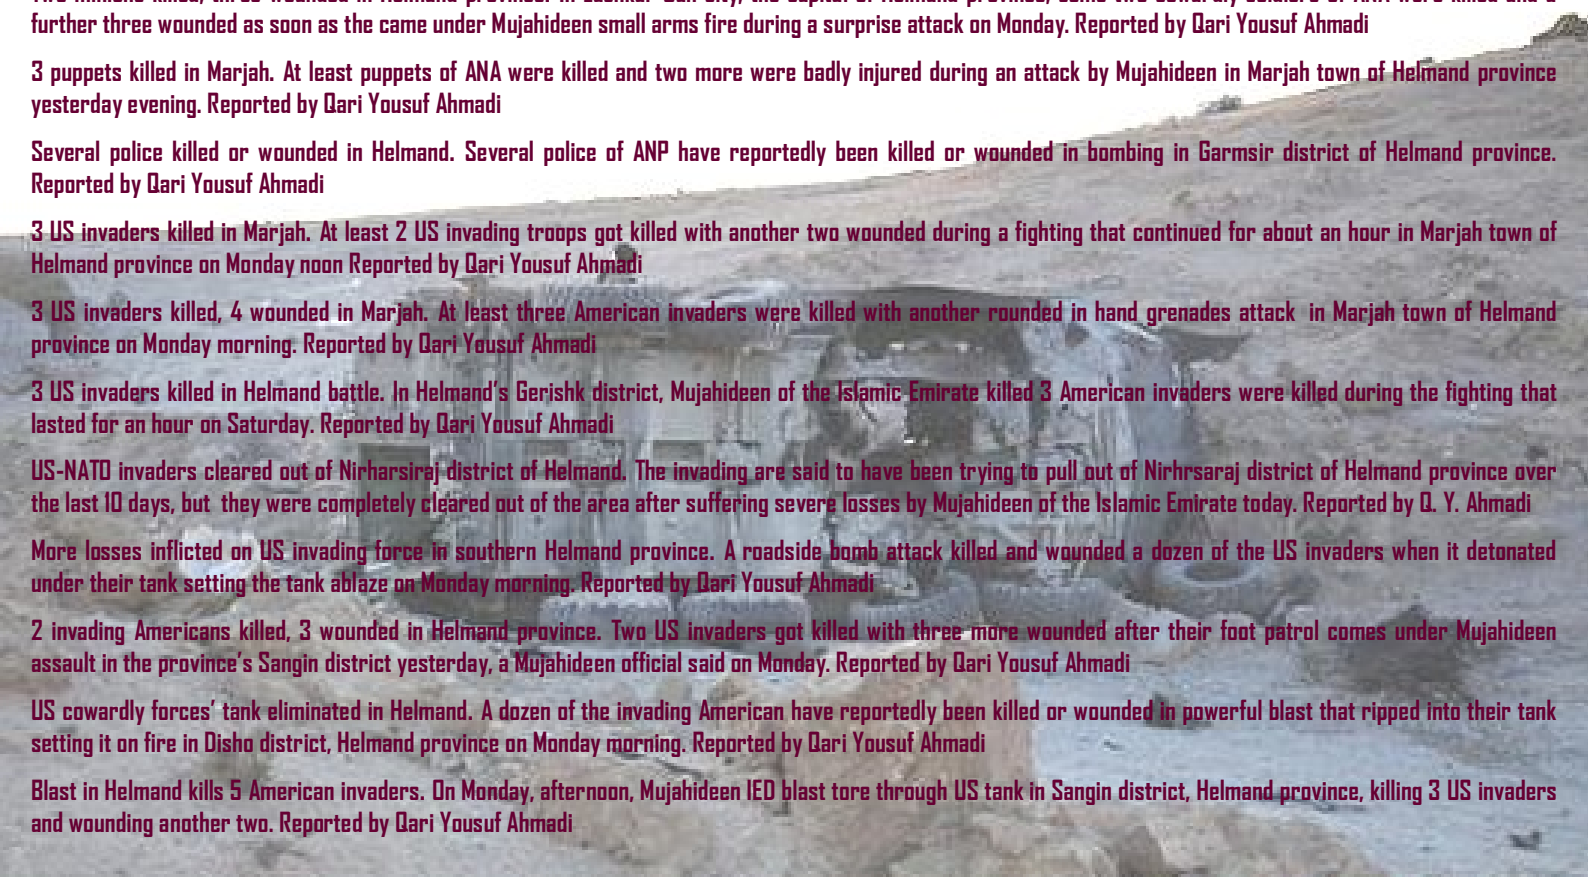 further three wounded as soon as the came under Mujahideen small arms fire during a surprise attack on Monday. Reported by Qari Yousuf Ahmadi
3 puppets killed in Marjah. At least puppets of ANA were killed and two more were badly injured during an attack by Mujahideen in Marjah town of Helmand province
yesterday evening. Reported by Qari Yousuf Ahmadi
Several police killed or wounded in Helmand. Several police of ANP have reportedly been killed or wounded in bombing in Garmsir district of Helmand province.
Reported by Qari Yousuf Ahmadi
3 US invaders killed in Marjah. At least 2 US invading troops got killed with another two wounded during a fighting that continued for about an hour in Marjah town of
Helmand province on Monday noon Reported by Qari Yousuf Ahmadi
3 US invaders killed, 4 wounded in Marjah. At least three American invaders were killed with another rounded in hand grenades attack in Marjah town of Helmand
province on Monday morning. Reported by Qari Yousuf Ahmadi
3 US invaders killed in Helmand battle. In Helmand's Gerishk district, Mujahideen of the Islamic Emirate killed 3 American invaders were killed during the fighting that
lasted for an hour on Saturday. Reported by Qari Yousuf Ahmadi
US-NATO invaders cleared out of Nirharsiraj district of Helmand. The invading are said to have been trying to pull out of Nirhrsaraj district of Helmand province over
the last 10 days, but they were completely cleared out of the area after suffering severe losses by Mujahideen of the Islamic Emirate today. Reported by Q. Y. Ahmadi
More losses inflicted on US invading force in southern Helmand province. A roadside bomb attack killed and wounded a dozen of the US invaders when it detonated
under their tank setting the tank ablaze on Monday morning. Reported by Qari Yousuf Ahmadi
2 invading Americans killed, 3 wounded in Helmand province. Two US invaders got killed with three more wounded after their foot patrol comes under Mujahideen
assault in the province's Sangin district yesterday, a Mujahideen official said on Monday. Reported by Qari Yousuf Ahmadi
US cowardly forces' tank eliminated in Helmand. A dozen of the invading American have reportedly been killed or wounded in powerful blast that ripped into their tank
setting it on fire in Disho district, Helmand province on Monday morning. Reported by Qari Yousuf Ahmadi
Blast in Helmand kills 5 American invaders. On Monday, afternoon, Mujahideen IED blast tore through US tank in Sangin district, Helmand province, killing 3 US invaders
and wounding another two. Reported by Qari Yousuf Ahmadi